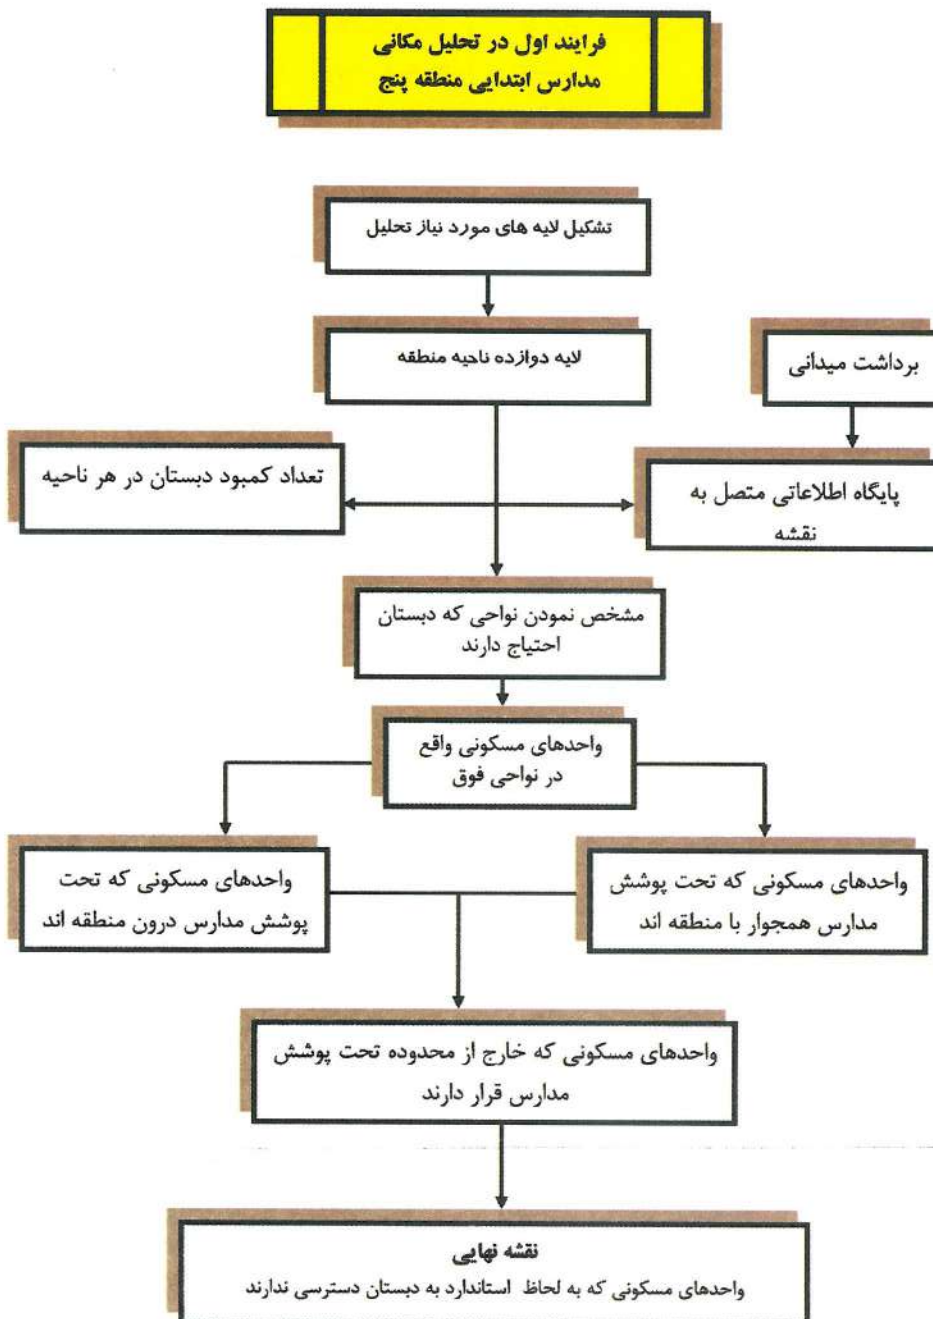 فرایند اول در تحلیل مکانی
مدارس ابتدایی منطقه پنج
تشکیل لایه های مورد نیاز تحلیل
لایه دوازده ناحیه منطقه
برداشت میدانی
تعداد کمبود دبستان در هر ناحیه
پایگاه اطلاعاتی متصل به
نقشه
مشخص نمودن نواحی که دبستان
احتیاج دارند
واحدهای مسکونی واقع
در نواحی فوق
واحدهای مسکونی که تحت پوشش
مدارس همجوار با منطقه اند
واحدهای مسکونی که تحت
پوشش مدارس درون منطقه اند
واحدهای مسکونی که خارج از محدوده تحت پوشش
مدارس قرار دارند
نقشه نهایی
واحدهای مسکونی که به لحاظ استاندارد به دبستان دسترسی ندارند